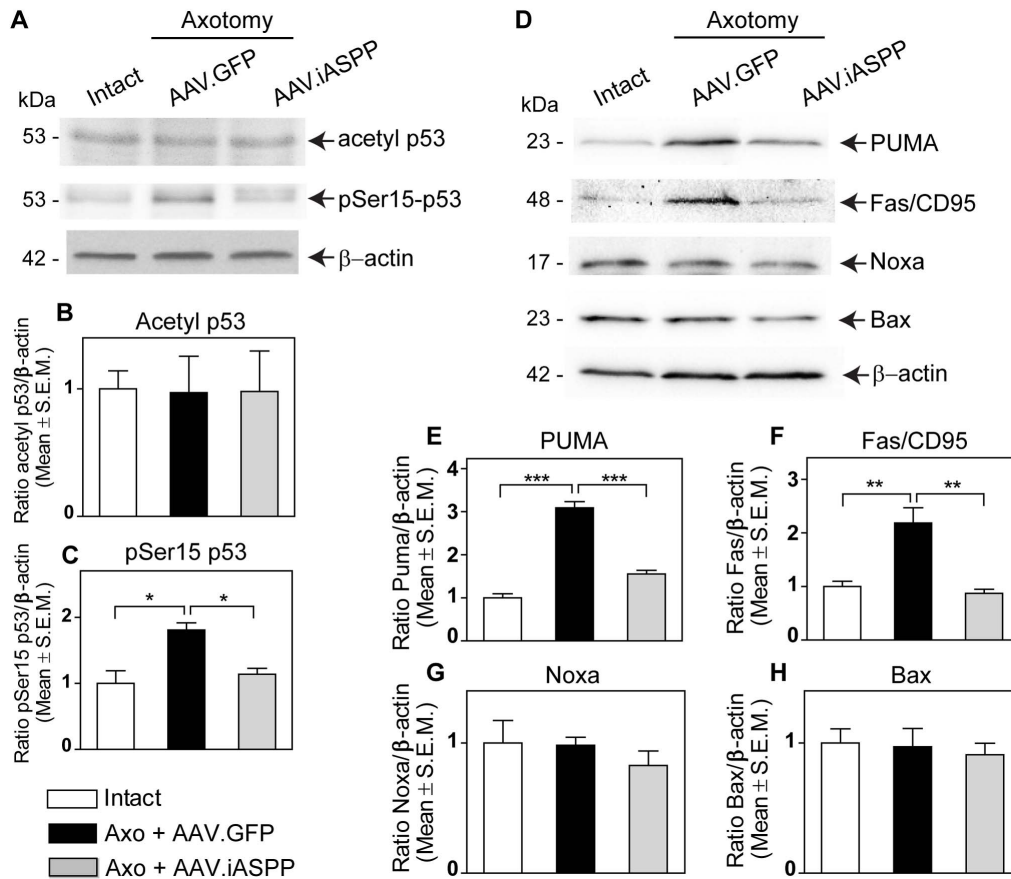 A
Axotomy
Intact
AAV.GFP
AAV.iASPP
kDa
53 -
acetyl p53
53 -
pSer15-p53
42 -
β–actin
B
Acetyl p53
Ratio acetyl p53/β-actin
(Mean ± S.E.M.)
1
0
C
pSer15 p53
Ratio pSer15 p53/β-actin
(Mean ± S.E.M.)
2
1
0
*
*
Intact
Axo + AAV.GFP
Axo + AAV.iASPP
D
Axotomy
Intact
AAV.GFP
AAV.iASPP
kDa
23 -
PUMA
48 -
Fas/CD95
17 -
Noxa
23 -
Bax
42 -
β–actin
E
PUMA
Ratio Puma/β-actin
(Mean ± S.E.M.)
4
3
2
1
0
***
***
F
Fas/CD95
Ratio Fas/β-actin
(Mean ± S.E.M.)
3
2
1
0
**
**
G
Noxa
Ratio Noxa/β-actin
(Mean ± S.E.M.)
1
0
H
Bax
Ratio Bax/β-actin
(Mean ± S.E.M.)
1
0